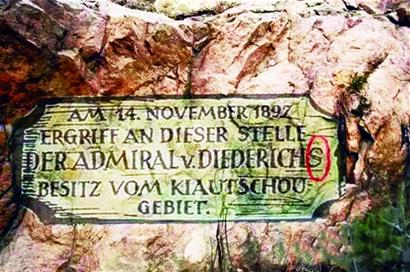 AM 14. NOVEMBER 1897
ERGRIFF AN DIESER STELLE
DER ADMIRAL v. DIEDERICHS
BESITZ VOM KIAUTSCHOU-
GEBIET.